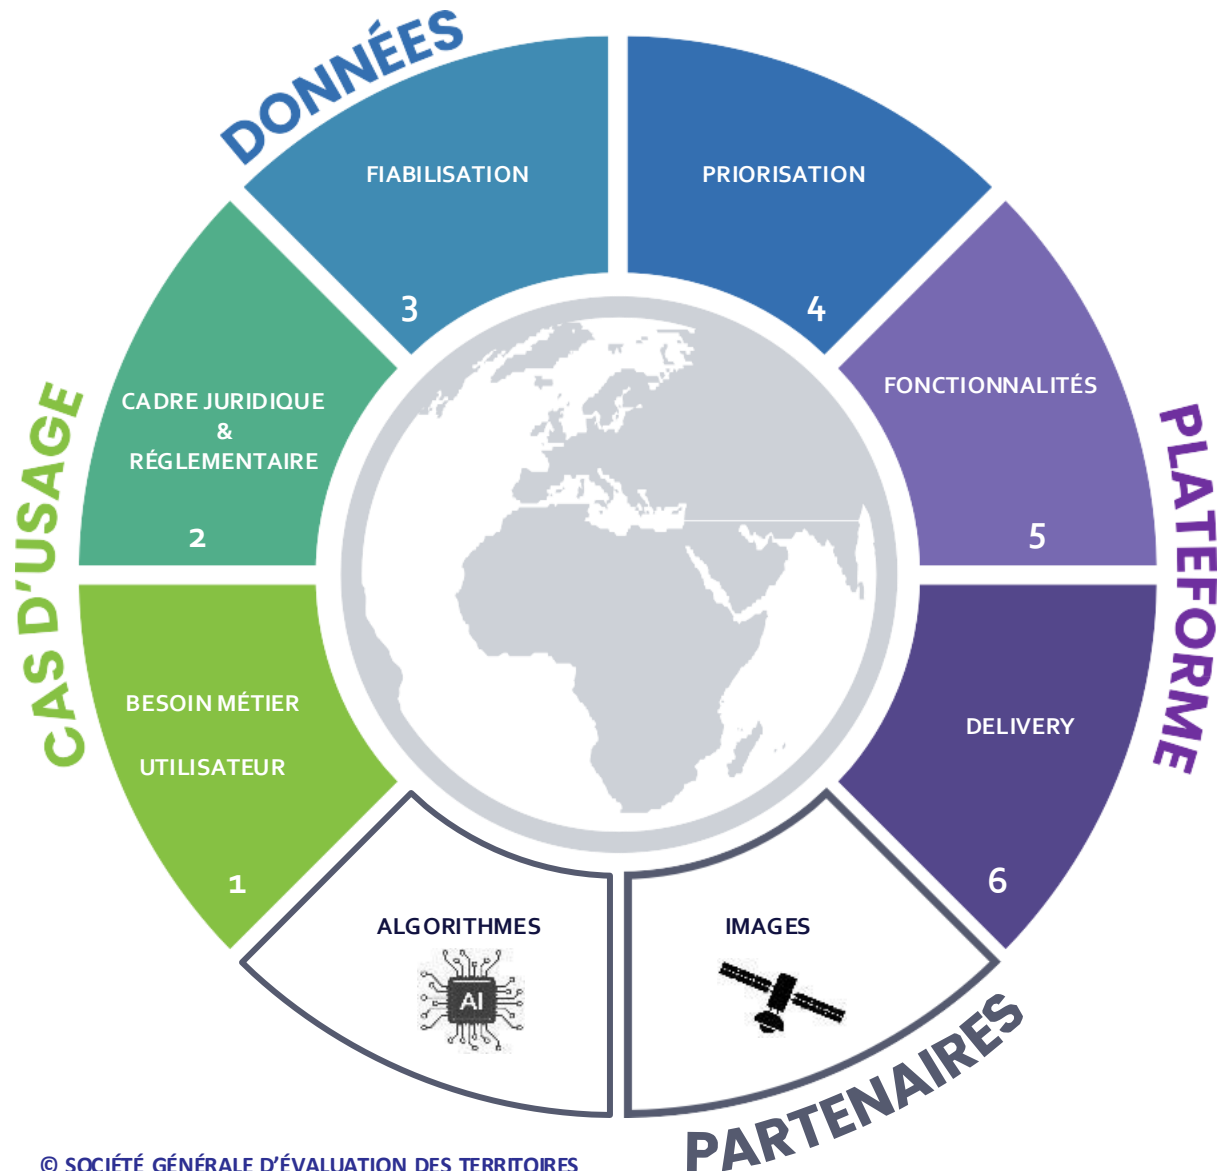 DONNÉES
FIABILISATION
3
PRIORISATION
4
CAS D'USAGE
CADRE JURIDIQUE
&
RÉGLEMENTAIRE
2
BESOIN MÉTIER
UTILISATEUR
1
PLATEFORME
FONCTIONNALITÉS
5
DELIVERY
6
ALGORITHMES
AI
IMAGES
PARTENAIRES
© SOCIÉTÉ GÉNÉRALE D'ÉVALUATION DES TERRITOIRES